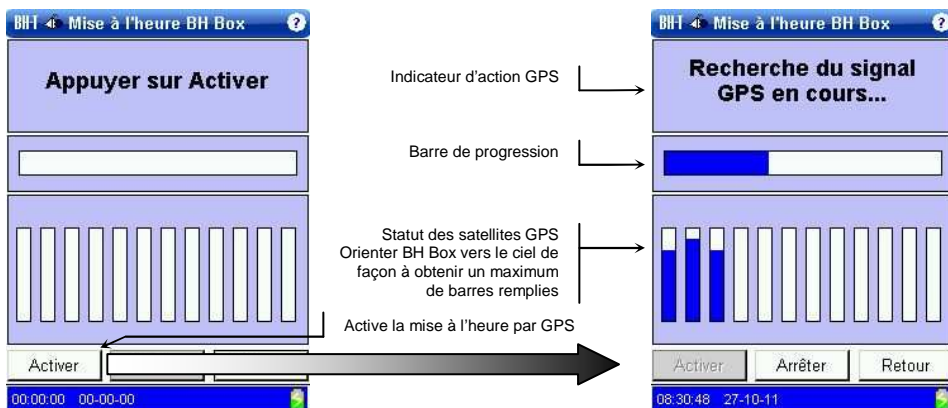 BH-T Mise à l'heure BH Box ?
Appuyer sur Activer
Activer
00:00:00 00-00-00
Indicateur d'action GPS
Barre de progression
Statut des satellites GPS
Orienter BH Box vers le ciel de
façon à obtenir un maximum
de barres remplies
Active la mise à l'heure par GPS
BH-T Mise à l'heure BH Box ?
Recherche du signal
GPS en cours...
Activer Arrêter Retour
08:30:48 27-10-11